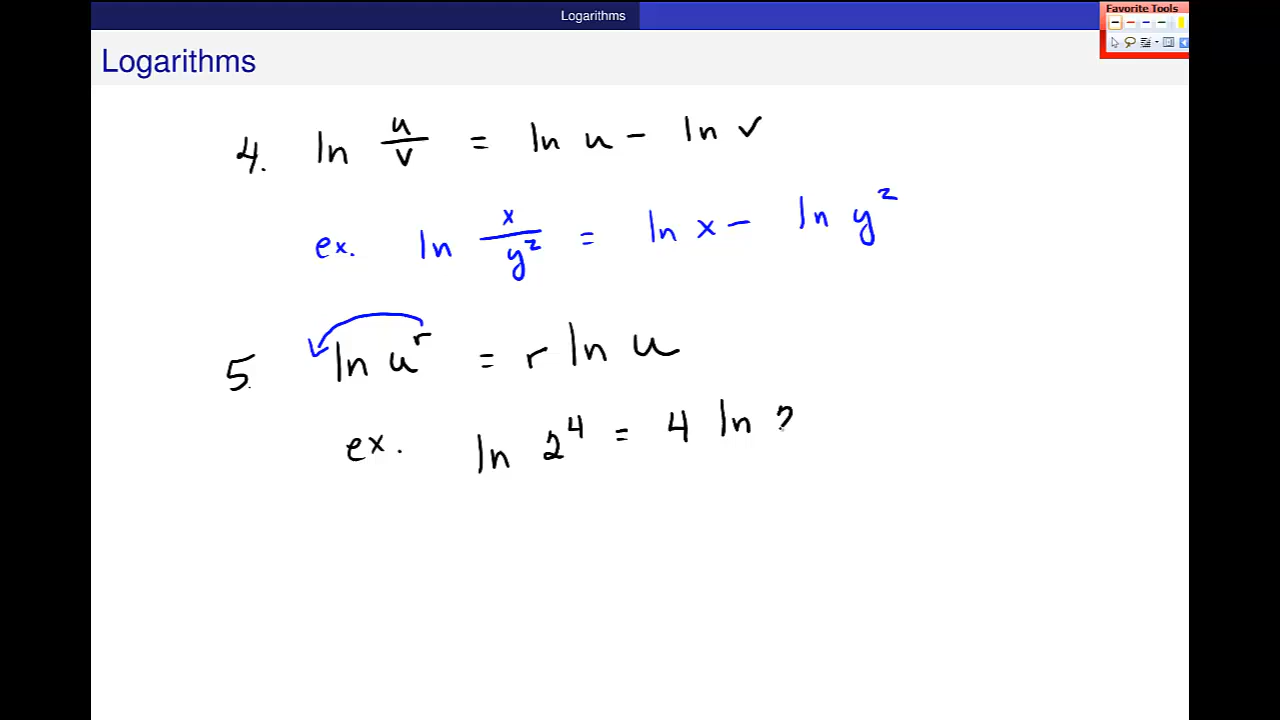 Logarithms
Favorite Tools
Logarithms
4. ln u/v = ln u - ln v
ex. ln x/y² = ln x - ln y²
5. ln uʳ = r ln u
ex. ln 2⁴ = 4 ln 2